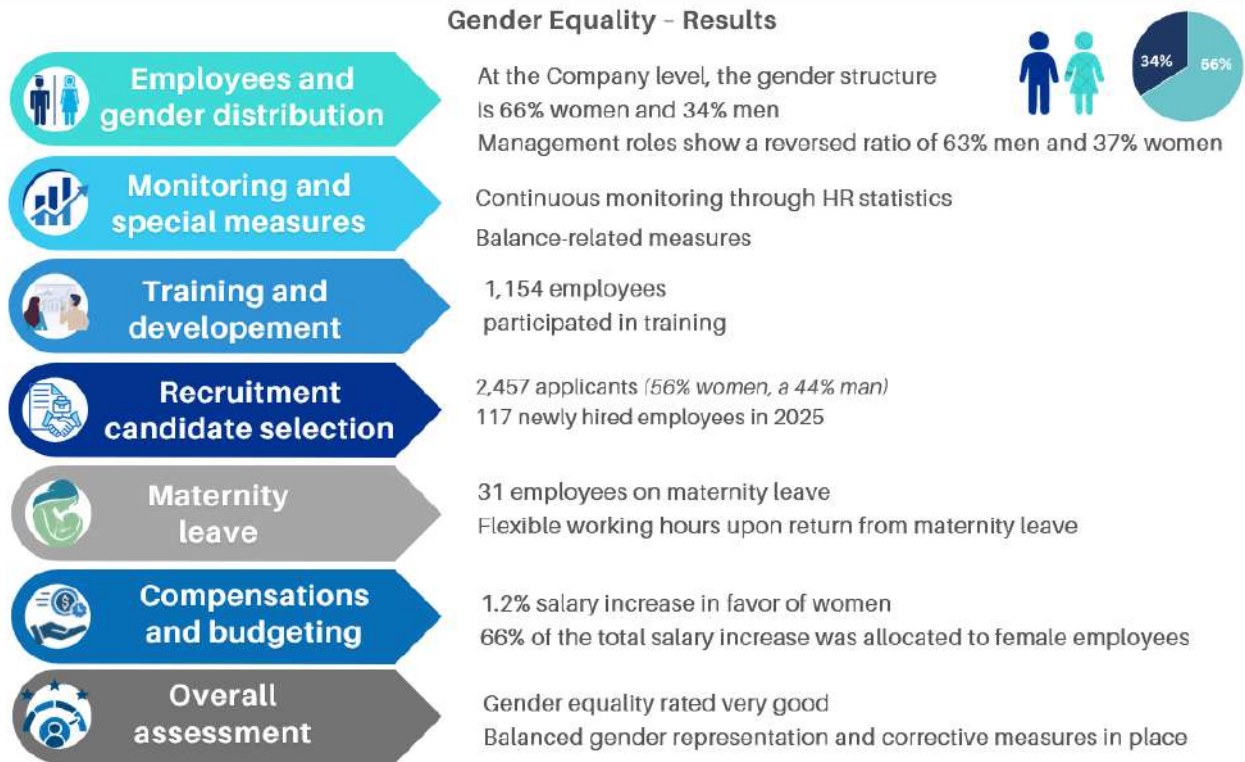 Gender Equality – Results
Employees and
gender distribution
At the Company level, the gender structure
Is 66% women and 34% men
Management roles show a reversed ratio of 63% men and 37% women
34%
66%
Monitoring and
special measures
Continuous monitoring through HR statistics
Balance-related measures
Training and
developement
1,154 employees
participated in training
Recruitment
candidate selection
2,457 applicants (56% women, a 44% man)
117 newly hired employees in 2025
Maternity
leave
31 employees on maternity leave
Flexible working hours upon return from maternity leave
Compensations
and budgeting
1.2% salary increase in favor of women
66% of the total salary increase was allocated to female employees
Overall
assessment
Gender equality rated very good
Balanced gender representation and corrective measures in place